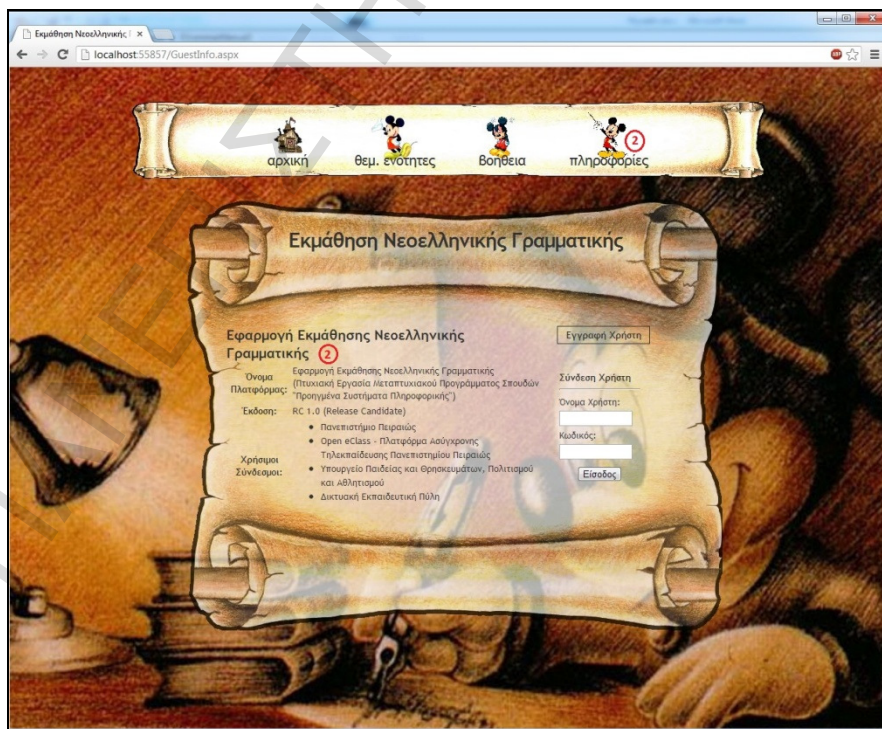 Εκμάθηση Νεοελληνικής Γ
localhost:55857/GuestInfo.aspx
αρχική
θεμ. ενότητες
βοήθεια
πληροφορίες
2
Εκμάθηση Νεοελληνικής Γραμματικής
Εφαρμογή Εκμάθησης Νεοελληνικής
Γραμματικής 2
Όνομα
Πλατφόρμας:
Εφαρμογή Εκμάθησης Νεοελληνικής Γραμματικής
(Πτυχιακή Εργασία Μεταπτυχιακού Προγράμματος Σπουδών
"Προηγμένα Συστήματα Πληροφορικής")
Έκδοση: RC 1.0 (Release Candidate)
Χρήσιμοι
Σύνδεσμοι:
• Πανεπιστήμιο Πειραιώς
• Open eClass - Πλατφόρμα Ασύγχρονης
Τηλεκπαίδευσης Πανεπιστημίου Πειραιώς
• Υπουργείο Παιδείας και Θρησκευμάτων, Πολιτισμού
και Αθλητισμού
• Δικτυακή Εκπαιδευτική Πύλη
Εγγραφή Χρήστη
Σύνδεση Χρήστη
Όνομα Χρήστη:
Κωδικός:
Είσοδος